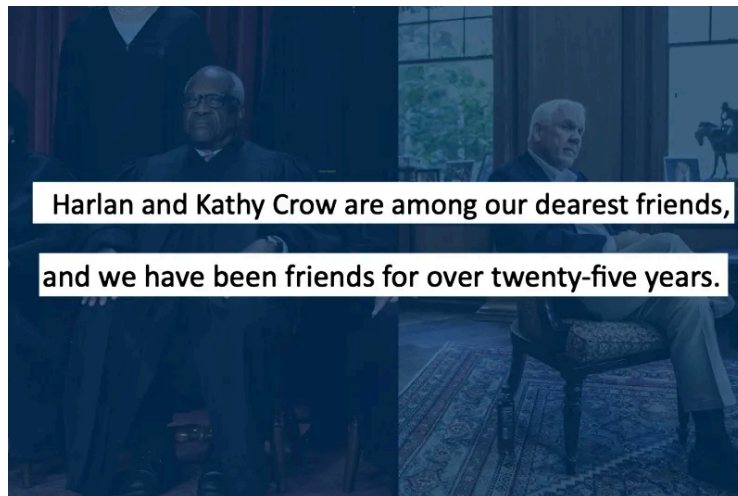 Harlan and Kathy Crow are among our dearest friends,
and we have been friends for over twenty-five years.